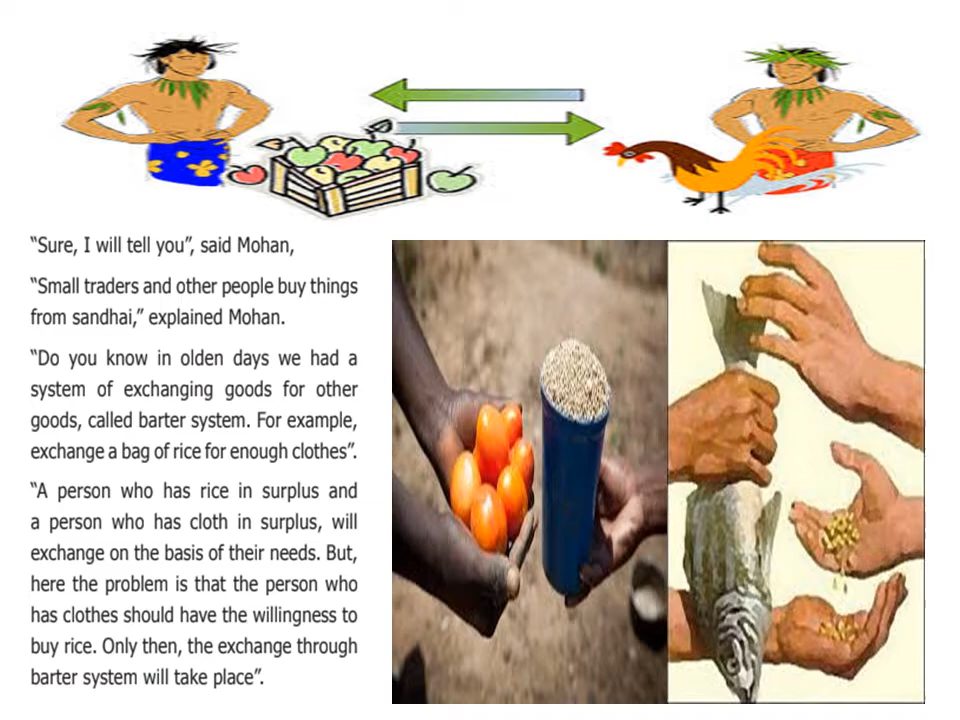 “Sure, I will tell you”, said Mohan,
“Small traders and other people buy things
from sandhai,” explained Mohan.
“Do you know in olden days we had a
system of exchanging goods for other
goods, called barter system. For example,
exchange a bag of rice for enough clothes”.
“A person who has rice in surplus and
a person who has cloth in surplus, will
exchange on the basis of their needs. But,
here the problem is that the person who
has clothes should have the willingness to
buy rice. Only then, the exchange through
barter system will take place”.